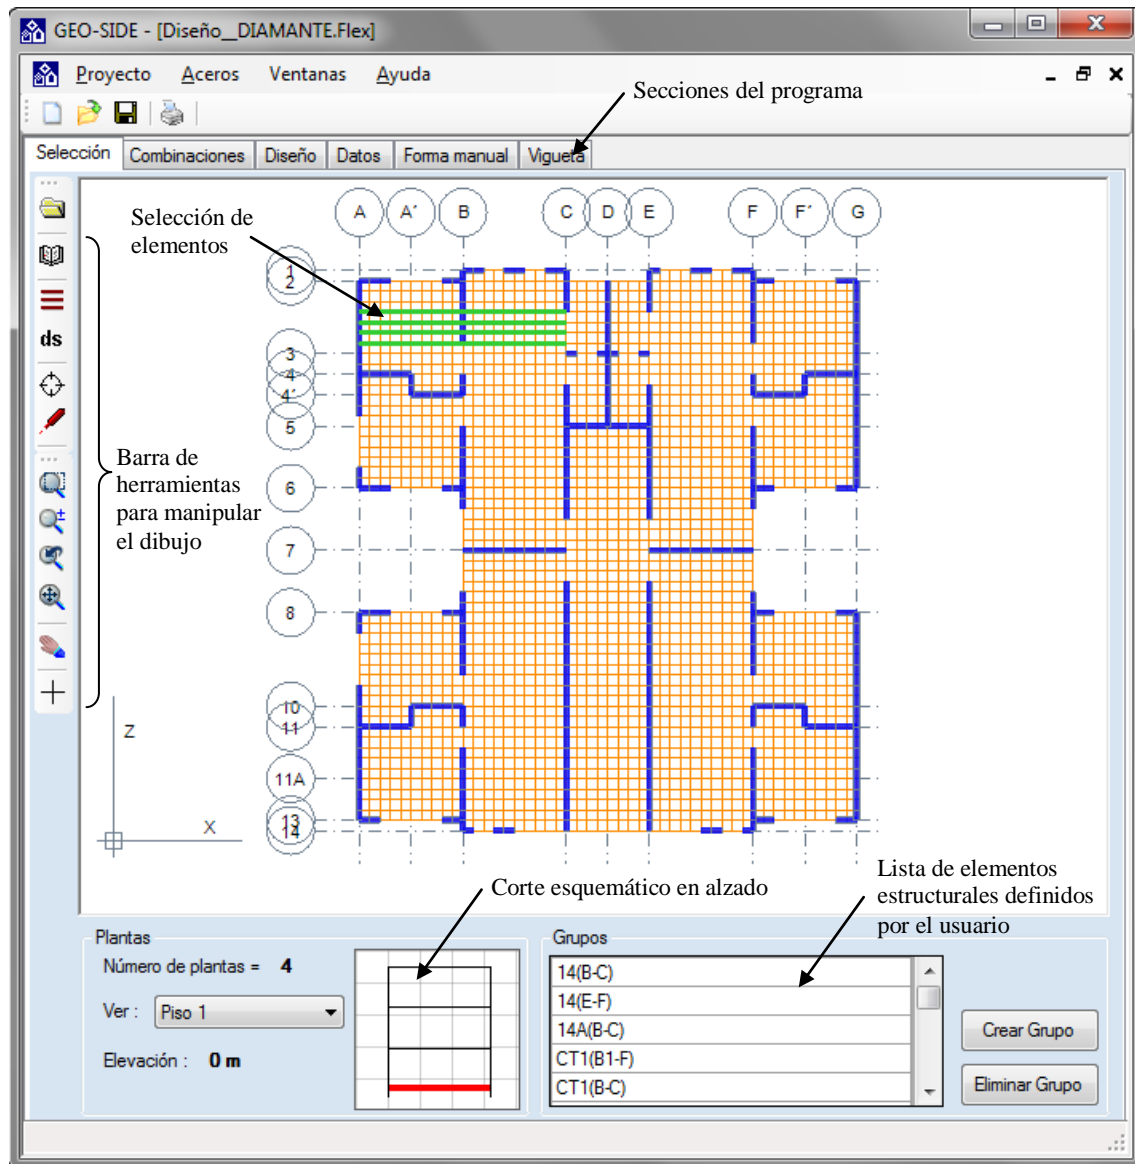 GEO-SIDE - [Diseño__DIAMANTE.Flex]
Proyecto Aceros Ventanas Ayuda
Secciones del programa
Selección Combinaciones Diseño Datos Forma manual Vigueta
Selección de
elementos
A A´ B C D E F F´ G
1
2
3
4
4´
5
6
7
8
10
11
11A
13
14
ds
Barra de
herramientas
para manipular
el dibujo
Z
X
Corte esquemático en alzado
Lista de elementos
estructurales definidos
por el usuario
Plantas
Número de plantas = 4
Ver : Piso 1
Elevación : 0 m
Grupos
14(B-C)
14(E-F)
14A(B-C)
CT1(B1-F)
CT1(B-C)
Crear Grupo
Eliminar Grupo